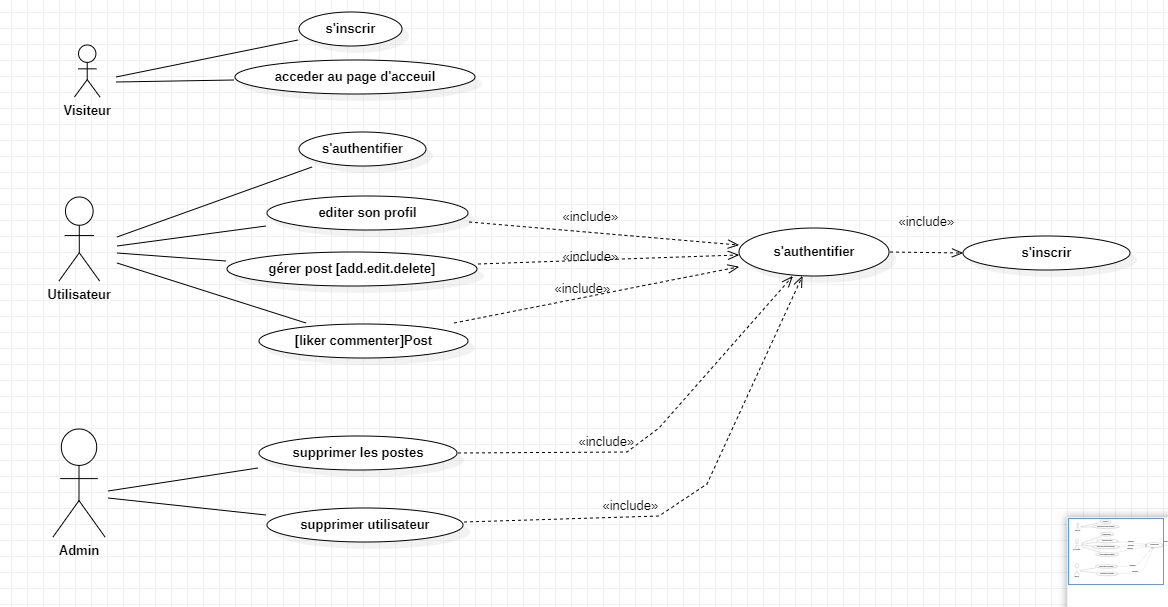 s'inscrir
acceder au page d'acceuil
Visiteur
s'authentifier
editer son profil
«include»
«include»
s'authentifier
s'inscrir
gérer post [add.edit.delete]
«include»
Utilisateur
«include»
[liker commenter]Post
supprimer les postes
«include»
Admin
supprimer utilisateur
«include»